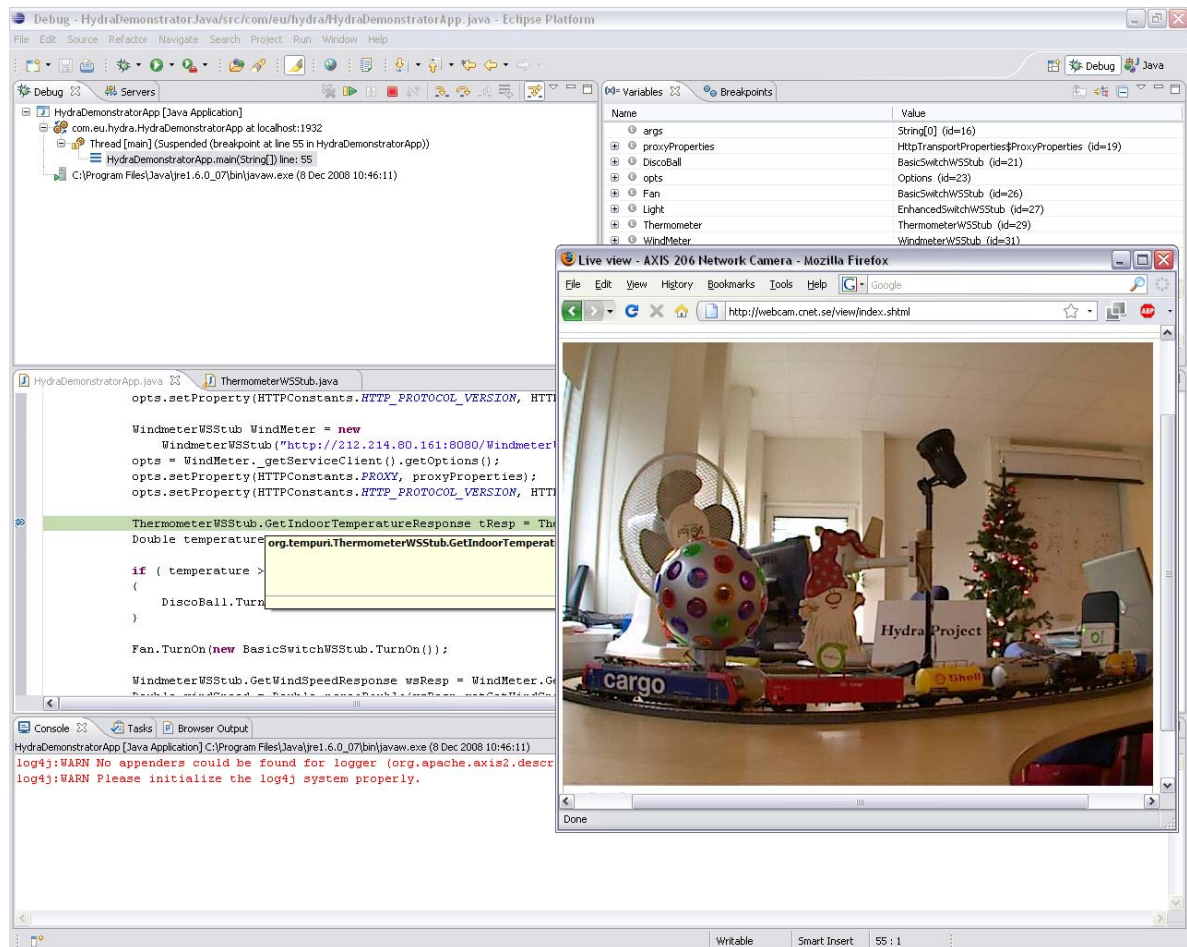 Debug - HydraDemonstratorJava/src/com/eu/hydra/HydraDemonstratorApp.java - Eclipse Platform
File Edit Source Refactor Navigate Search Project Run Window Help
Debug Java
Debug Servers
HydraDemonstratorApp [Java Application]
com.eu.hydra.HydraDemonstratorApp at localhost:1932
Thread [main] (Suspended (breakpoint at line 55 in HydraDemonstratorApp))
HydraDemonstratorApp.main(String[]) line: 55
C:\Program Files\Java\jre1.6.0_07\bin\javaw.exe (8 Dec 2008 10:46:11)
(x)= Variables Breakpoints
Name Value
args String[0] (id=16)
proxyProperties HttpTransportProperties$ProxyProperties (id=19)
DiscoBall BasicSwitchWSStub (id=21)
opts Options (id=23)
Fan BasicSwitchWSStub (id=26)
Light EnhancedSwitchWSStub (id=27)
Thermometer ThermometerWSStub (id=29)
WindMeter WindmeterWSStub (id=31)
Live view - AXIS 206 Network Camera - Mozilla Firefox
File Edit View History Bookmarks Tools Help G Google
http://webcam.cnet.se/view/index.shtml ABP
Hydra Project
cargo
Shell
Done
HydraDemonstratorApp.java ThermometerWSStub.java
opts.setProperty(HTTPConstants.HTTP_PROTOCOL_VERSION, HTT
WindmeterWSStub WindMeter = new
WindmeterWSStub("http://212.214.80.161:8080/Windmeter
opts = WindMeter._getServiceClient().getOptions();
opts.setProperty(HTTPConstants.PROXY, proxyProperties);
opts.setProperty(HTTPConstants.HTTP_PROTOCOL_VERSION, HTT
ThermometerWSStub.GetIndoorTemperatureResponse tResp = The
Double temperature
org.tempuri.ThermometerWSStub.GetIndoorTemperat
if ( temperature >
{
DiscoBall.Turn
}
Fan.TurnOn(new BasicSwitchWSStub.TurnOn());
WindmeterWSStub.GetWindSpeedResponse wsResp = WindMeter.Ge
Console Tasks Browser Output
HydraDemonstratorApp [Java Application] C:\Program Files\Java\jre1.6.0_07\bin\javaw.exe (8 Dec 2008 10:46:11)
log4j:WARN No appenders could be found for logger (org.apache.axis2.descr
log4j:WARN Please initialize the log4j system properly.
Writable Smart Insert 55 : 1